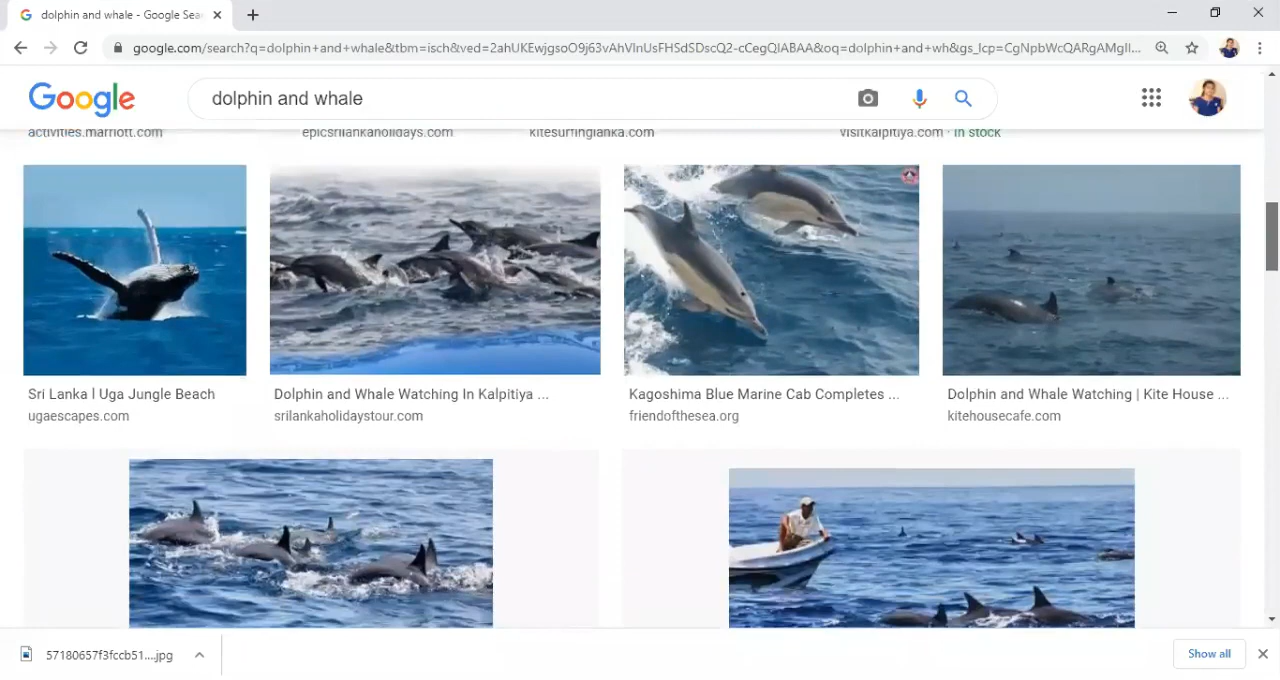 dolphin and whale - Google Sea
google.com/search?q=dolphin+and+whale&tbm=isch&ved=2ahUKEwjgsoO9j63vAhVInUsFHSdSDscQ2-cCegQIABAA&oq=dolphin+and+wh&gs_lcp=CgNpbWcQARgAMgII...
Google
dolphin and whale
activities.marriott.com
epicsrilankaholidays.com
kitesurfinglanka.com
visitkalpitiya.com · In stock
Sri Lanka | Uga Jungle Beach
ugaescapes.com
Dolphin and Whale Watching In Kalpitiya ...
srilankaholidaystour.com
Kagoshima Blue Marine Cab Completes ...
friendofthesea.org
Dolphin and Whale Watching | Kite House ...
kitehousecafe.com
57180657f3fccb51....jpg
Show all